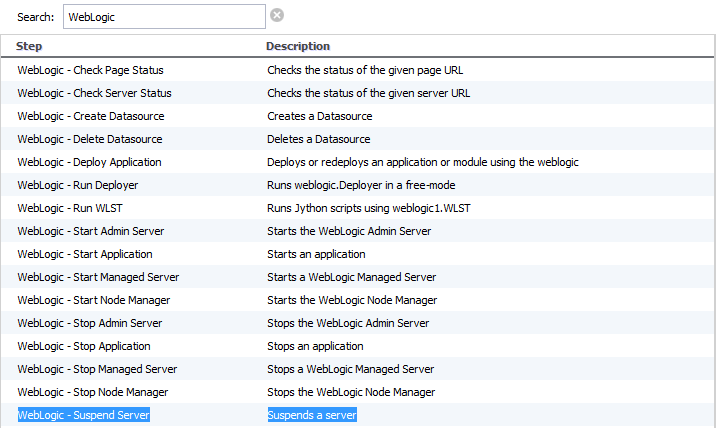 Search: WebLogic
Step Description
WebLogic - Check Page Status Checks the status of the given page URL
WebLogic - Check Server Status Checks the status of the given server URL
WebLogic - Create Datasource Creates a Datasource
WebLogic - Delete Datasource Deletes a Datasource
WebLogic - Deploy Application Deploys or redeploys an application or module using the weblogic
WebLogic - Run Deployer Runs weblogic.Deployer in a free-mode
WebLogic - Run WLST Runs Jython scripts using weblogic1.WLST
WebLogic - Start Admin Server Starts the WebLogic Admin Server
WebLogic - Start Application Starts an application
WebLogic - Start Managed Server Starts a WebLogic Managed Server
WebLogic - Start Node Manager Starts the WebLogic Node Manager
WebLogic - Stop Admin Server Stops the WebLogic Admin Server
WebLogic - Stop Application Stops an application
WebLogic - Stop Managed Server Stops a WebLogic Managed Server
WebLogic - Stop Node Manager Stops the WebLogic Node Manager
WebLogic - Suspend Server Suspends a server